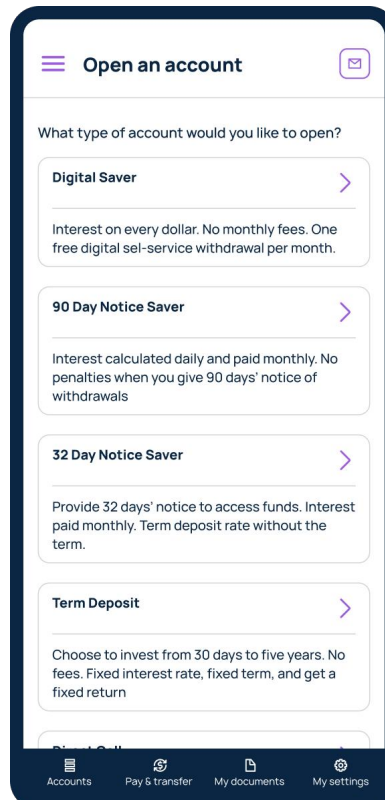 Open an account
What type of account would you like to open?
Digital Saver
Interest on every dollar. No monthly fees. One
free digital sel-service withdrawal per month.
90 Day Notice Saver
Interest calculated daily and paid monthly. No
penalties when you give 90 days' notice of
withdrawals
32 Day Notice Saver
Provide 32 days' notice to access funds. Interest
paid monthly. Term deposit rate without the
term.
Term Deposit
Choose to invest from 30 days to five years. No
fees. Fixed interest rate, fixed term, and get a
fixed return
Accounts
Pay & transfer
My documents
My settings